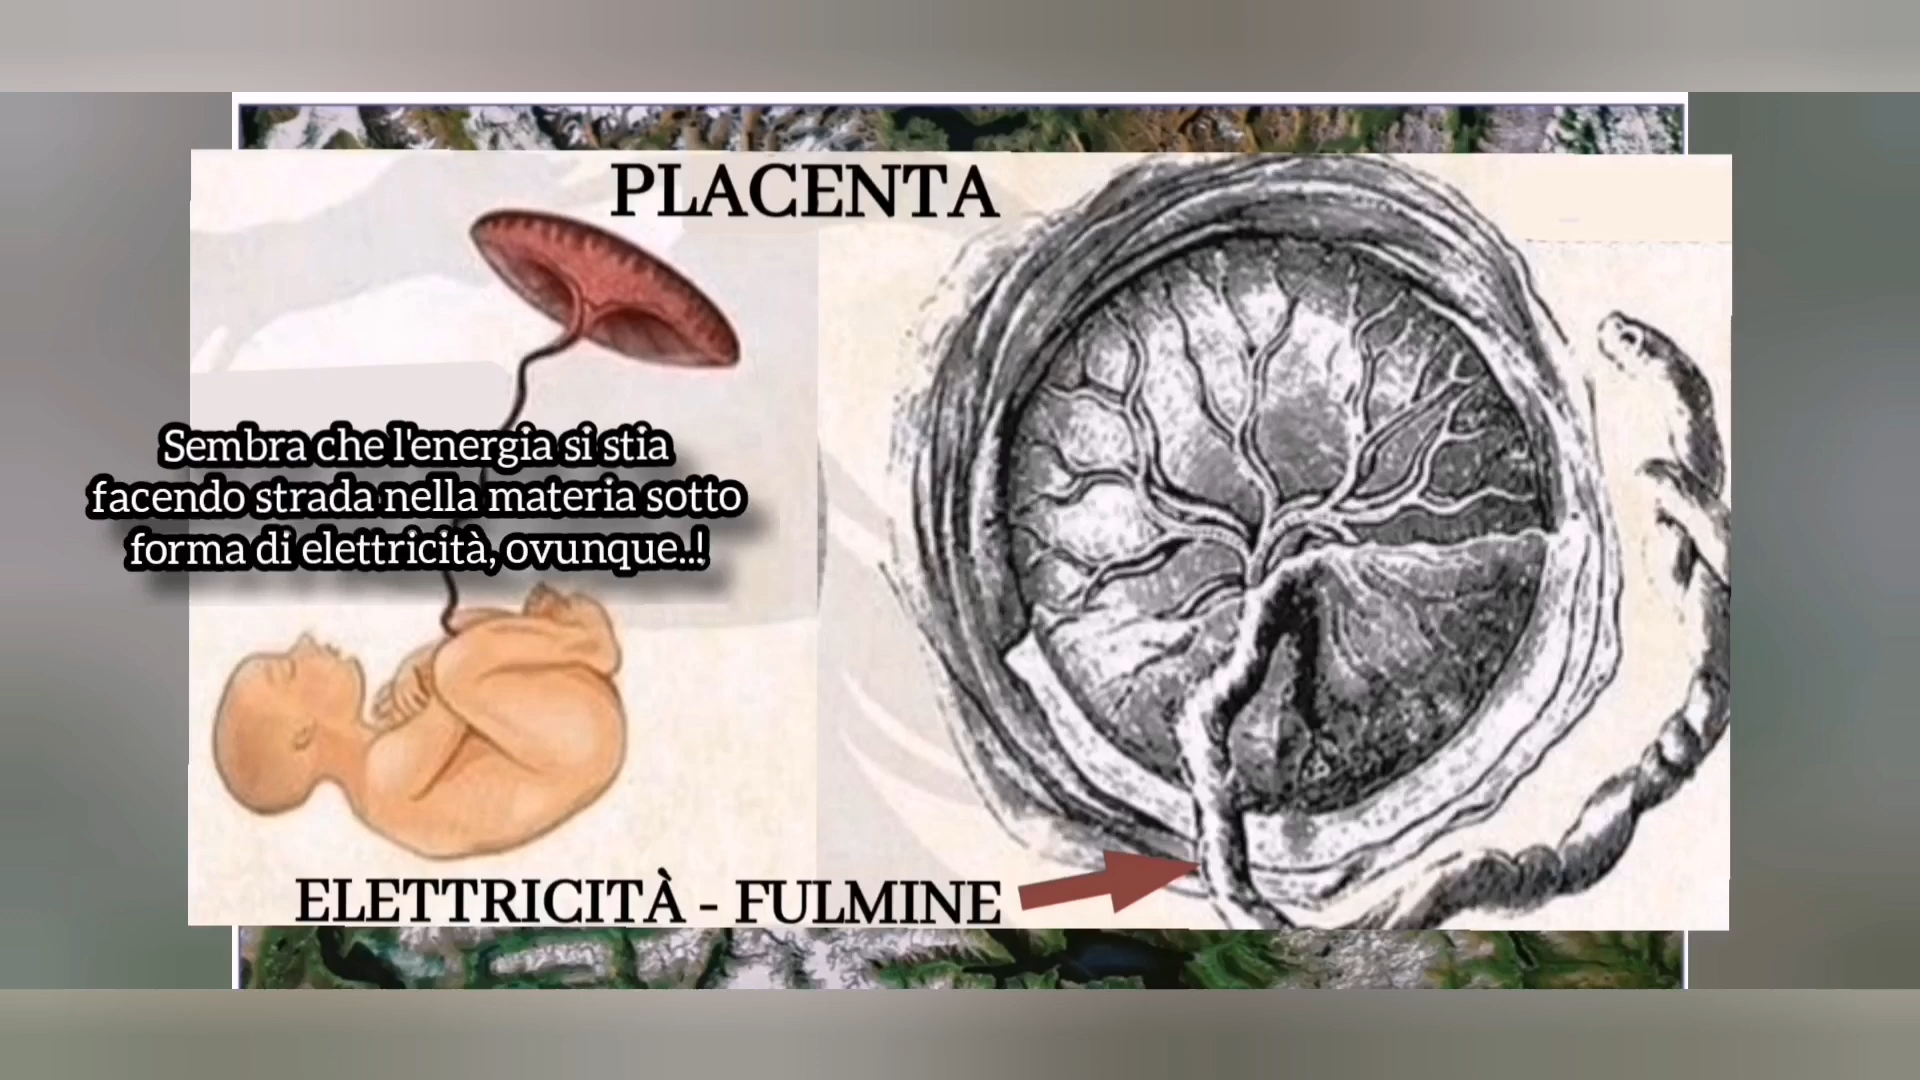 PLACENTA
Sembra che l'energia si stia
facendo strada nella materia sotto
forma di elettricità, ovunque..!
ELETTRICITÀ - FULMINE